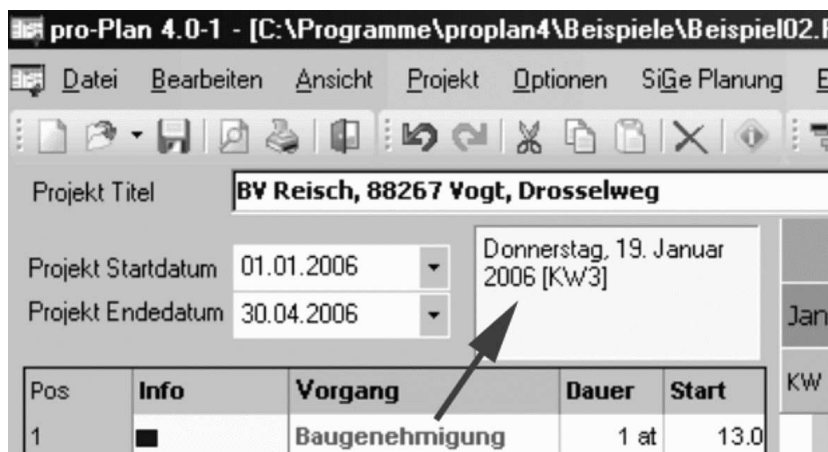 pro-Plan 4.0-1 - [C:\Programme\proplan4\Beispiele\Beispiel02.
Datei Bearbeiten Ansicht Projekt Optionen SiGe Planung E
Projekt Titel BV Reisch, 88267 Vogt, Drosselweg
Projekt Startdatum 01.01.2006
Projekt Endedatum 30.04.2006
Donnerstag, 19. Januar
2006 [KW3]
Jan
KW
Pos Info Vorgang Dauer Start
1 Baugenehmigung 1 at 13.0